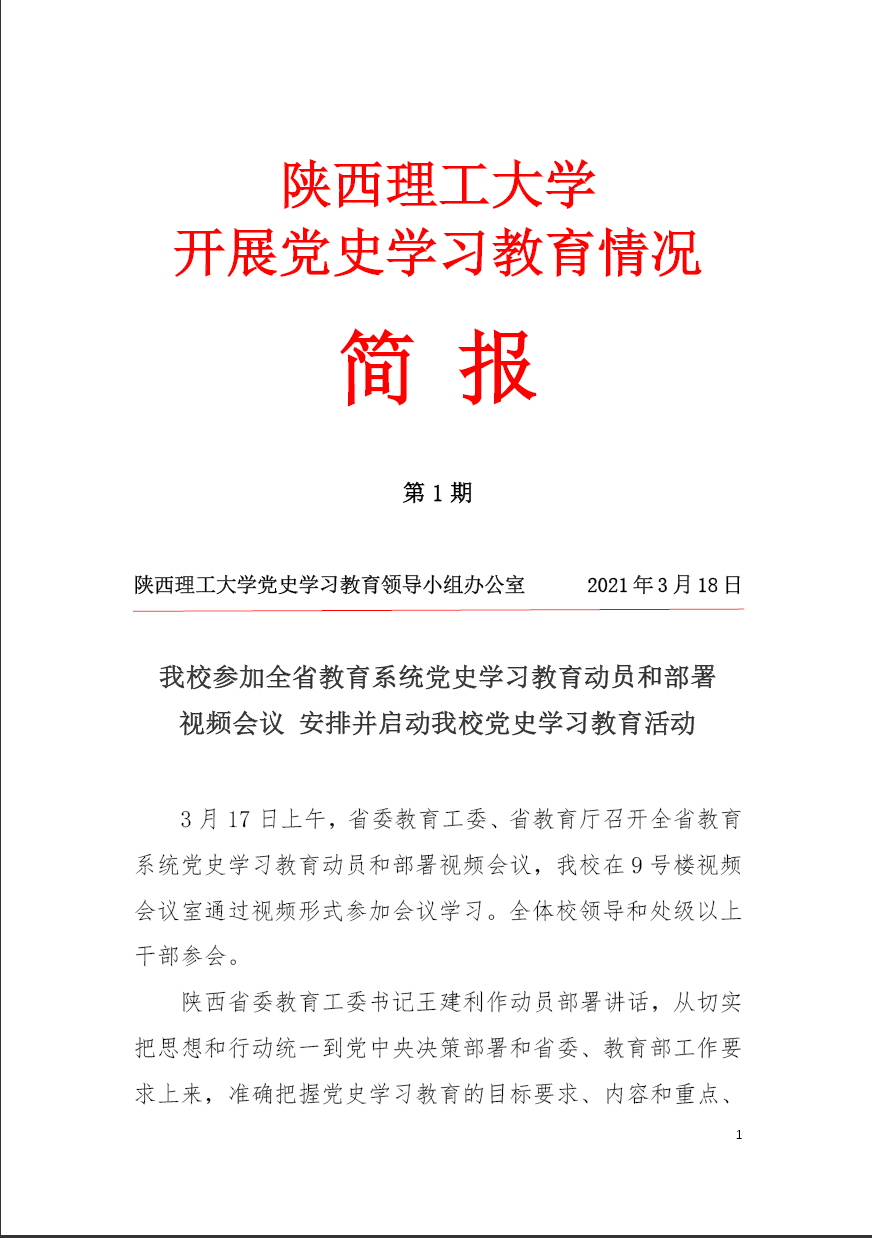 陕西理工大学
开展党史学习教育情况
简 报
第 1 期
陕西理工大学党史学习教育领导小组办公室 2021 年 3 月 18 日
我校参加全省教育系统党史学习教育动员和部署
视频会议 安排并启动我校党史学习教育活动
3 月 17 日上午，省委教育工委、省教育厅召开全省教育
系统党史学习教育动员和部署视频会议，我校在 9 号楼视频
会议室通过视频形式参加会议学习。全体校领导和处级以上
干部参会。
陕西省委教育工委书记王建利作动员部署讲话，从切实
把思想和行动统一到党中央决策部署和省委、教育部工作要
求上来，准确把握党史学习教育的目标要求、内容和重点、
1